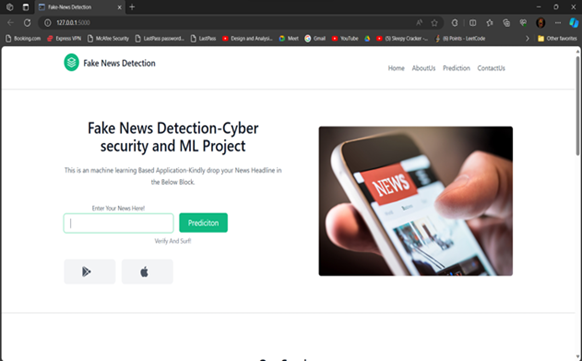 Fake-News Detection
127.0.0.1:5000
Booking.com Express VPN McAfee Security LastPass password... LastPass Design and Analysi... Meet Gmail YouTube (5) Sleepy Cracker -... (6) Points - LeetCode Other favorites
Fake News Detection
Home AboutUs Prediction ContactUs
Fake News Detection-Cyber
security and ML Project
This is an machine learning Based Application-Kindly drop your News Headline in
the Below Block.
Enter Your News Here!
Prediciton
Verify And Surf!
NEWS